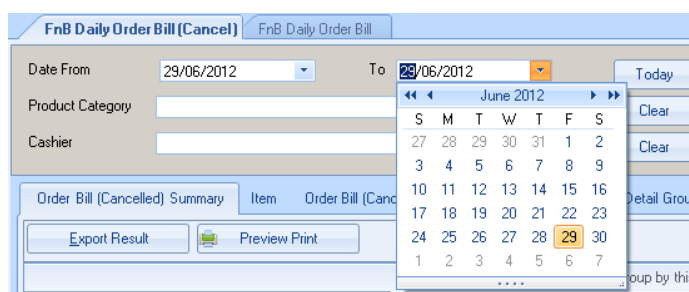 FnB Daily Order Bill (Cancel) FnB Daily Order Bill
Date From 29/06/2012 To 29/06/2012 Today
June 2012
Product Category Clear
S M T W T F S
Cashier Clear
27 28 29 30 31 1 2
3 4 5 6 7 8 9
10 11 12 13 14 15 16
Order Bill (Cancelled) Summary Item Order Bill (Canc Detail Grou
17 18 19 20 21 22 23
Export Result Preview Print
24 25 26 27 28 29 30
1 2 3 4 5 6 7
oup by thi